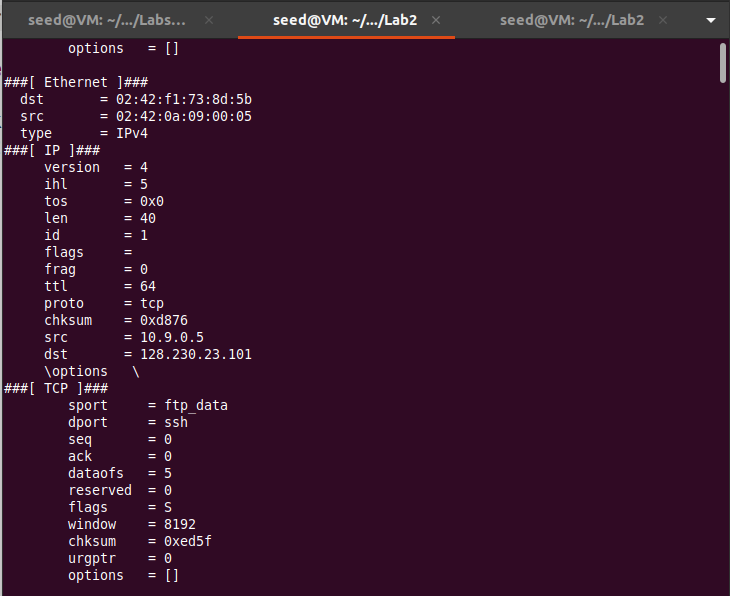 seed@VM: ~/.../Labs... × seed@VM: ~/.../Lab2 × seed@VM: ~/.../Lab2 ×
        options   = []

###[ Ethernet ]###
  dst       = 02:42:f1:73:8d:5b
  src       = 02:42:0a:09:00:05
  type      = IPv4
###[ IP ]###
     version   = 4
     ihl       = 5
     tos       = 0x0
     len       = 40
     id        = 1
     flags     =
     frag      = 0
     ttl       = 64
     proto     = tcp
     chksum    = 0xd876
     src       = 10.9.0.5
     dst       = 128.230.23.101
     \options   \
###[ TCP ]###
        sport     = ftp_data
        dport     = ssh
        seq       = 0
        ack       = 0
        dataofs   = 5
        reserved  = 0
        flags     = S
        window    = 8192
        chksum    = 0xed5f
        urgptr    = 0
        options   = []